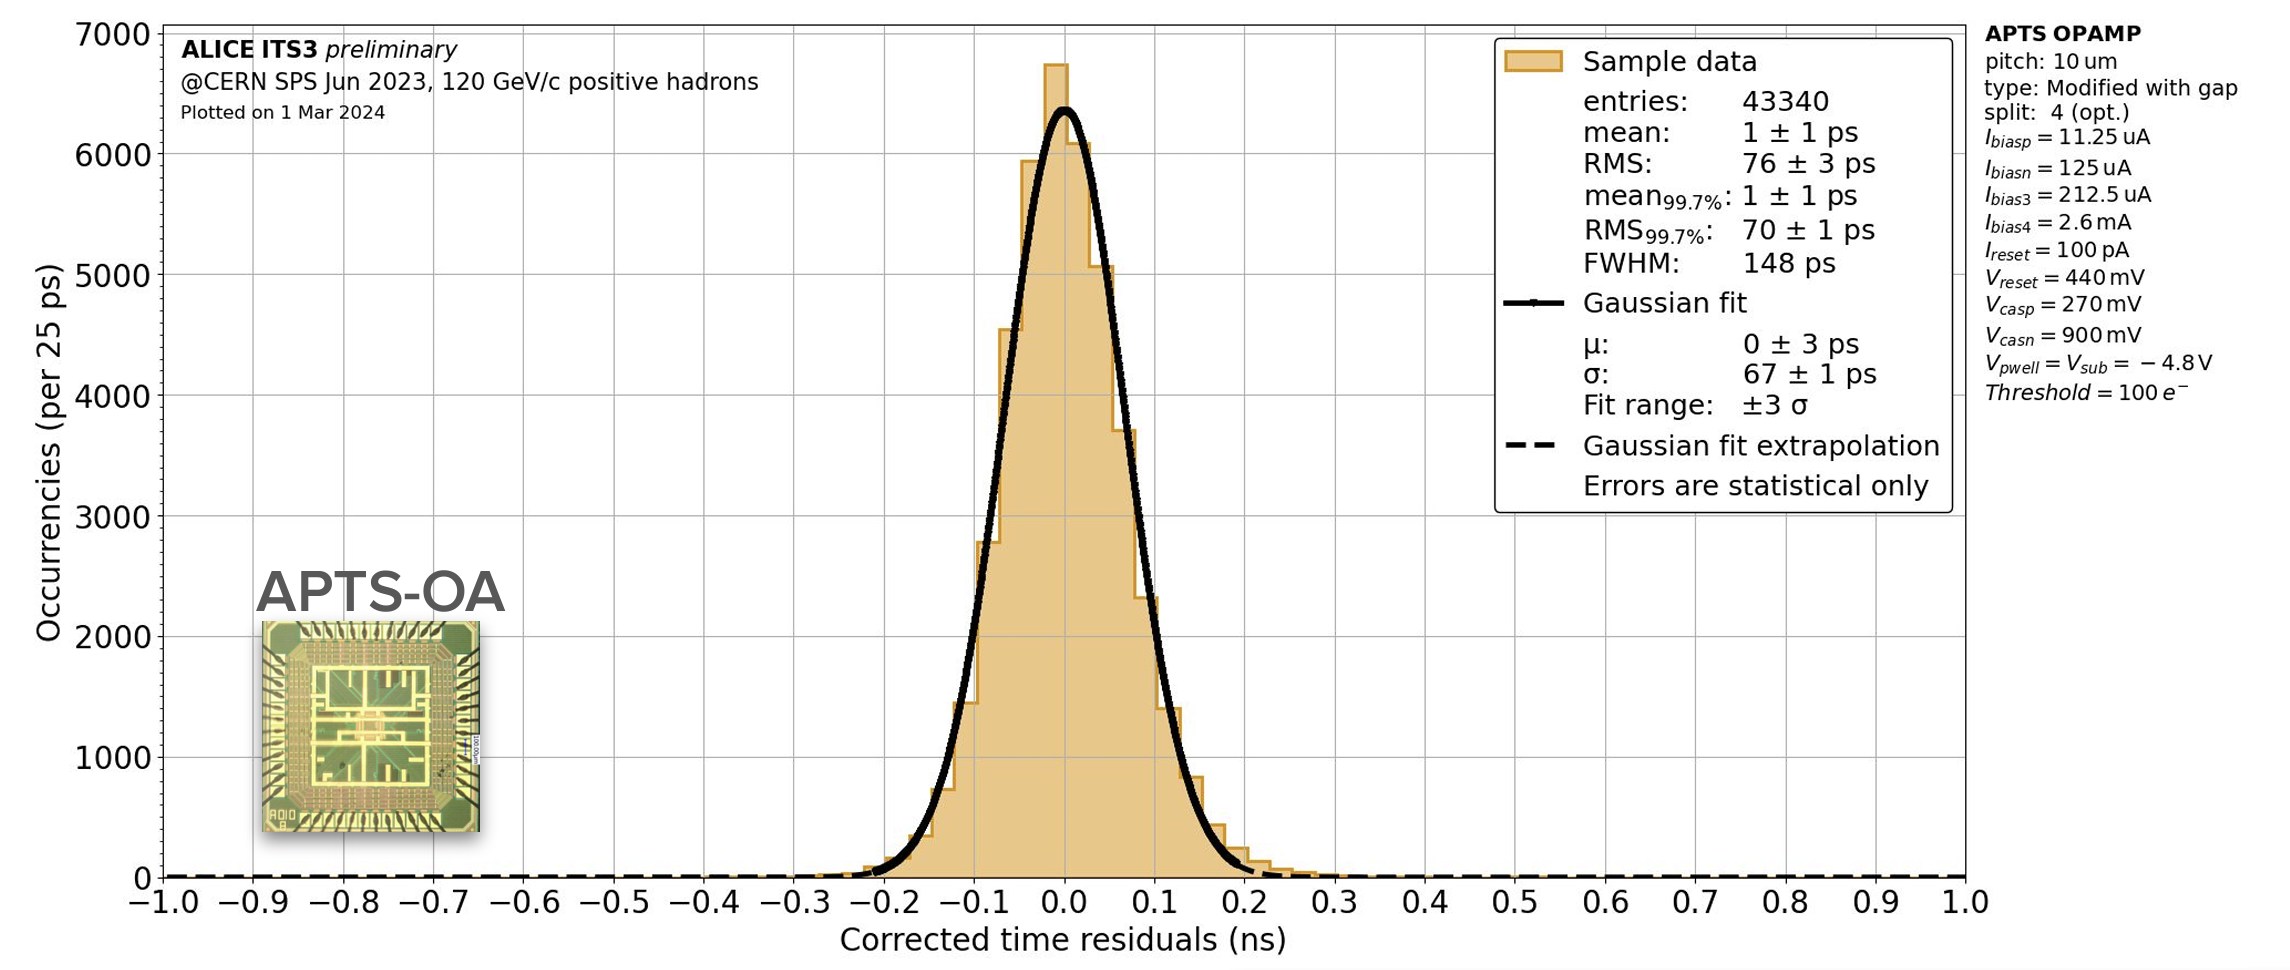 ALICE ITS3 preliminary
@CERN SPS Jun 2023, 120 GeV/c positive hadrons
Plotted on 1 Mar 2024
Occurrencies (per 25 ps)
7000
6000
5000
4000
3000
2000
1000
0
−1.0 −0.9 −0.8 −0.7 −0.6 −0.5 −0.4 −0.3 −0.2 −0.1 0.0 0.1 0.2 0.3 0.4 0.5 0.6 0.7 0.8 0.9 1.0
Corrected time residuals (ns)
APTS-OA
Sample data
entries: 43340
mean: 1 ± 1 ps
RMS: 76 ± 3 ps
mean99.7%: 1 ± 1 ps
RMS99.7%: 70 ± 1 ps
FWHM: 148 ps
Gaussian fit
μ: 0 ± 3 ps
σ: 67 ± 1 ps
Fit range: ±3 σ
Gaussian fit extrapolation
Errors are statistical only
APTS OPAMP
pitch: 10 um
type: Modified with gap
split: 4 (opt.)
Ibiasp = 11.25 uA
Ibiasn = 125 uA
Ibias3 = 212.5 uA
Ibias4 = 2.6 mA
Ireset = 100 pA
Vreset = 440 mV
Vcasp = 270 mV
Vcasn = 900 mV
Vpwell = Vsub = − 4.8 V
Threshold = 100 e⁻